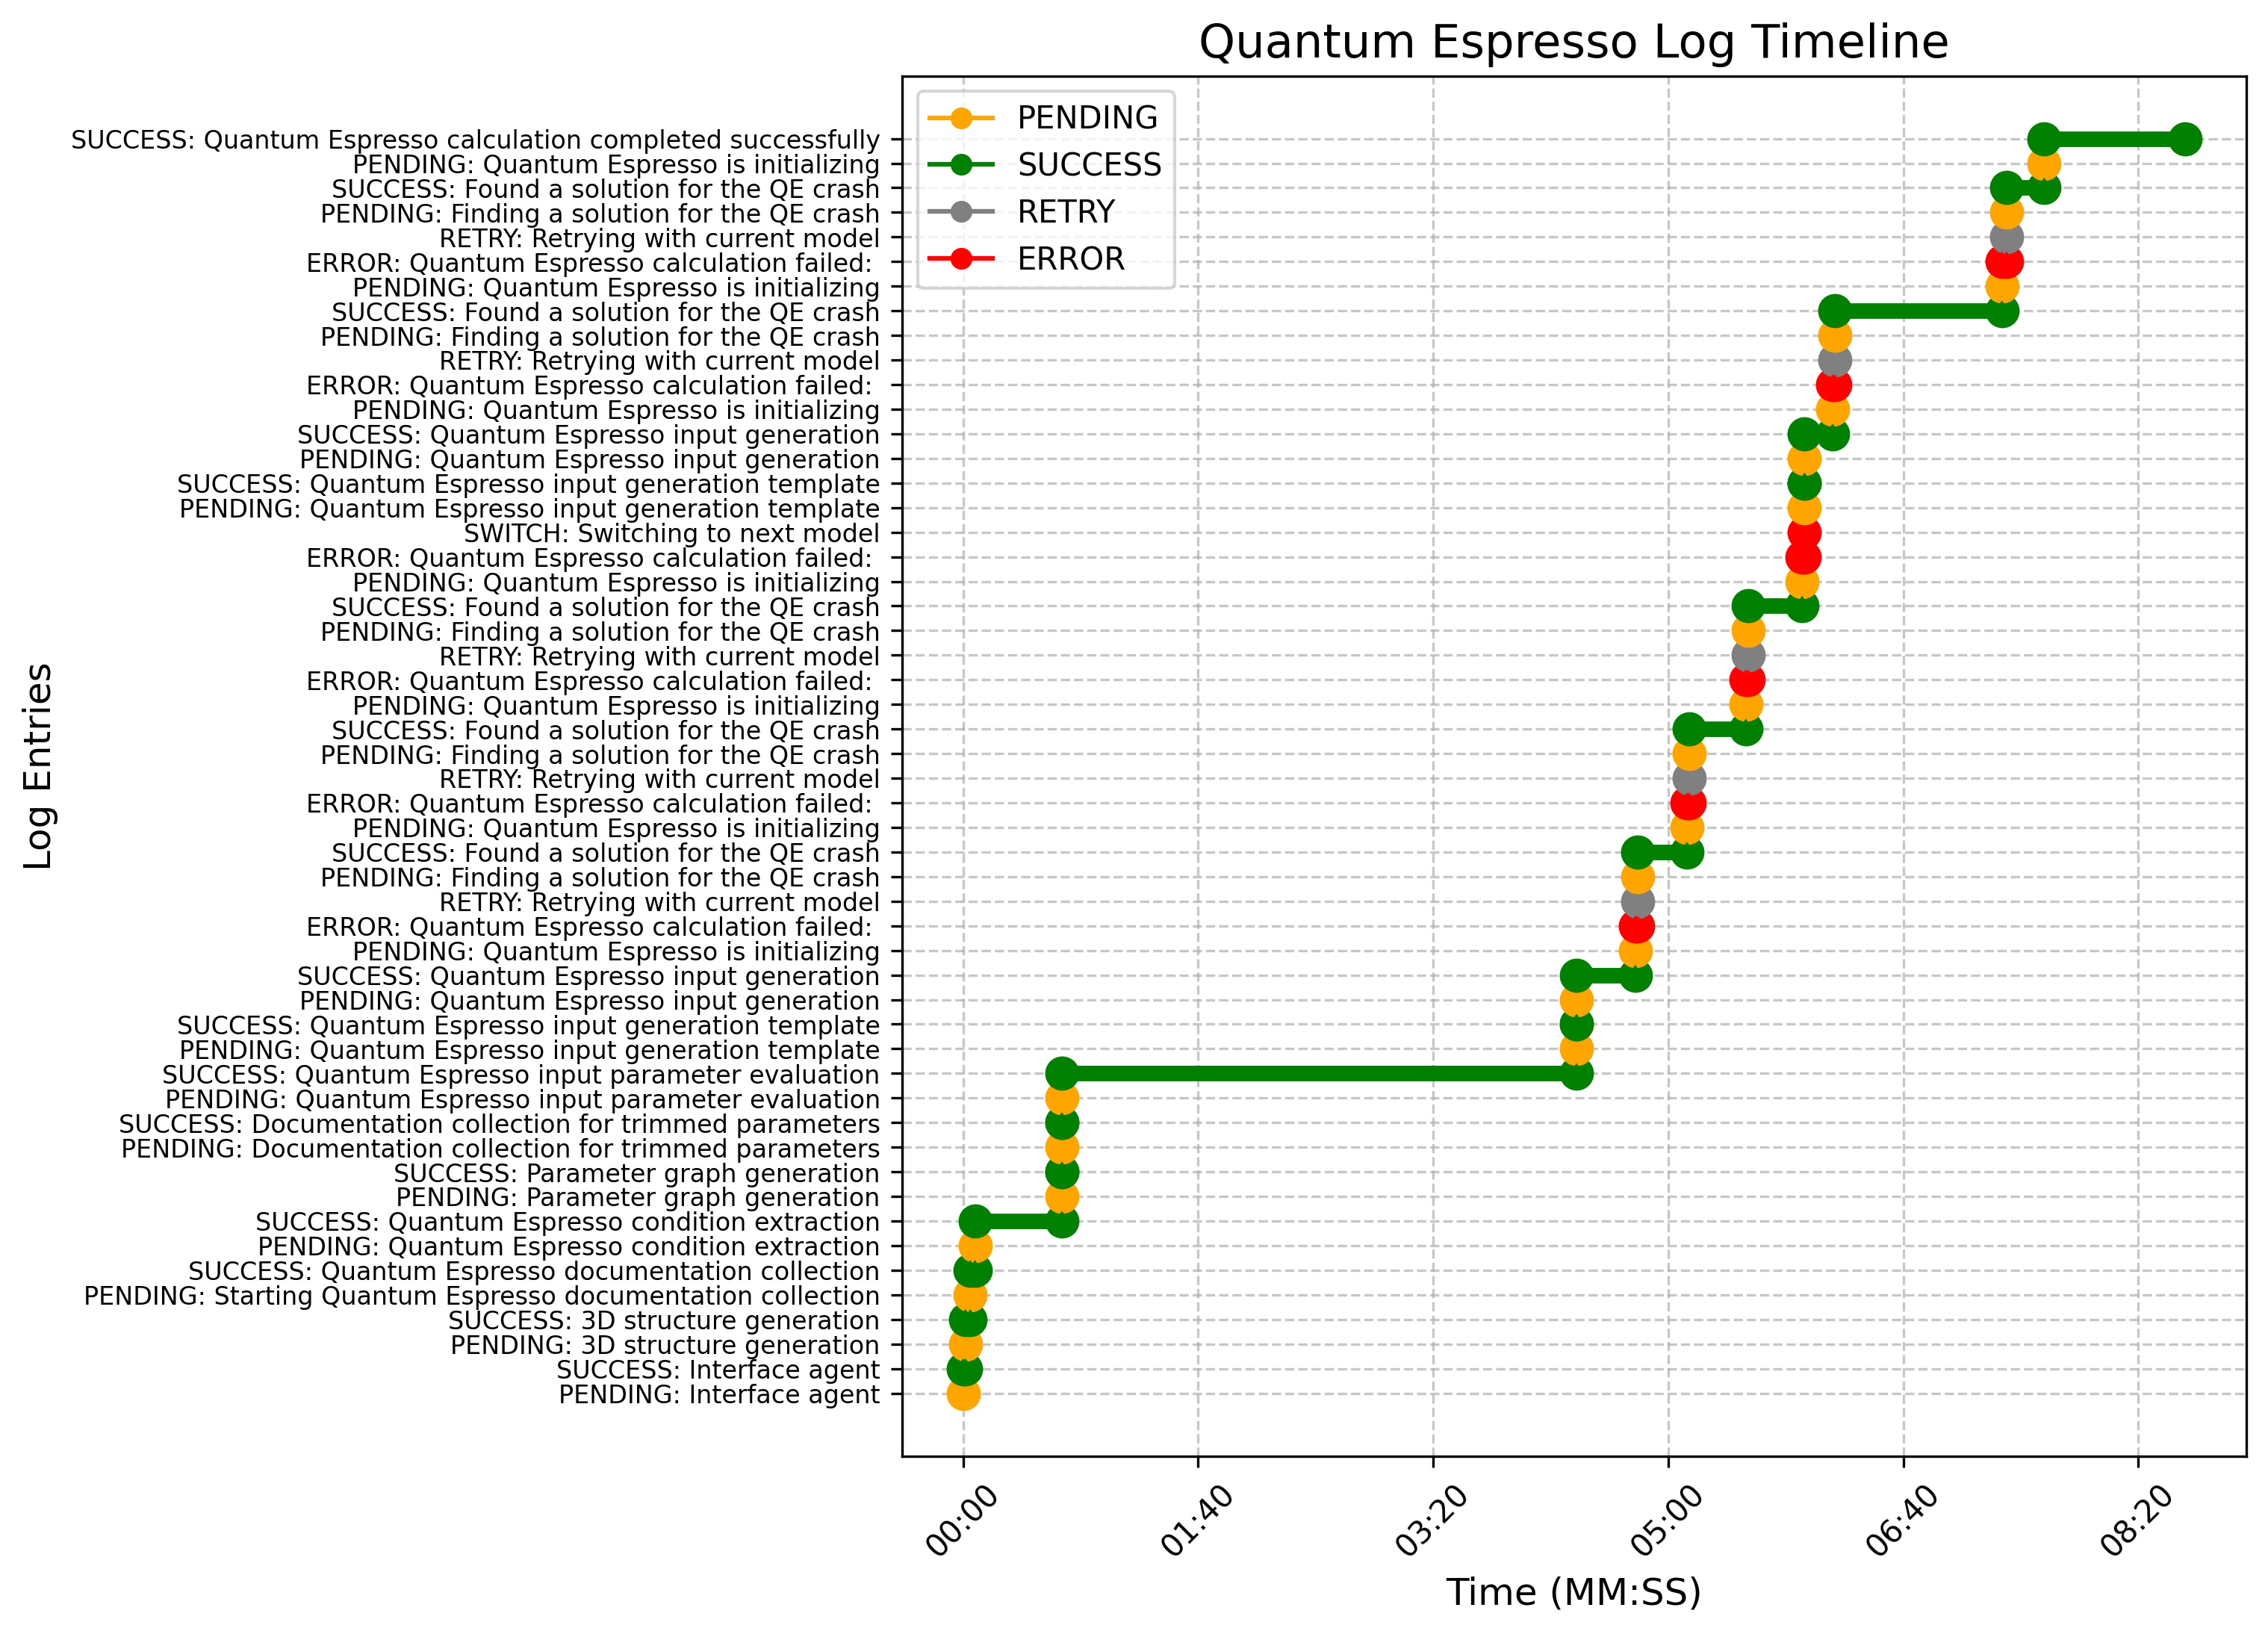 Quantum Espresso Log Timeline
PENDING
SUCCESS
RETRY
ERROR
SUCCESS: Quantum Espresso calculation completed successfully
PENDING: Quantum Espresso is initializing
SUCCESS: Found a solution for the QE crash
PENDING: Finding a solution for the QE crash
RETRY: Retrying with current model
ERROR: Quantum Espresso calculation failed:
PENDING: Quantum Espresso is initializing
SUCCESS: Found a solution for the QE crash
PENDING: Finding a solution for the QE crash
RETRY: Retrying with current model
ERROR: Quantum Espresso calculation failed:
PENDING: Quantum Espresso is initializing
SUCCESS: Quantum Espresso input generation
PENDING: Quantum Espresso input generation
SUCCESS: Quantum Espresso input generation template
PENDING: Quantum Espresso input generation template
SWITCH: Switching to next model
ERROR: Quantum Espresso calculation failed:
PENDING: Quantum Espresso is initializing
SUCCESS: Found a solution for the QE crash
PENDING: Finding a solution for the QE crash
RETRY: Retrying with current model
ERROR: Quantum Espresso calculation failed:
PENDING: Quantum Espresso is initializing
SUCCESS: Found a solution for the QE crash
PENDING: Finding a solution for the QE crash
RETRY: Retrying with current model
ERROR: Quantum Espresso calculation failed:
PENDING: Quantum Espresso is initializing
SUCCESS: Found a solution for the QE crash
PENDING: Finding a solution for the QE crash
RETRY: Retrying with current model
ERROR: Quantum Espresso calculation failed:
PENDING: Quantum Espresso is initializing
SUCCESS: Quantum Espresso input generation
PENDING: Quantum Espresso input generation
SUCCESS: Quantum Espresso input generation template
PENDING: Quantum Espresso input generation template
SUCCESS: Quantum Espresso input parameter evaluation
PENDING: Quantum Espresso input parameter evaluation
SUCCESS: Documentation collection for trimmed parameters
PENDING: Documentation collection for trimmed parameters
SUCCESS: Parameter graph generation
PENDING: Parameter graph generation
SUCCESS: Quantum Espresso condition extraction
PENDING: Quantum Espresso condition extraction
SUCCESS: Quantum Espresso documentation collection
PENDING: Starting Quantum Espresso documentation collection
SUCCESS: 3D structure generation
PENDING: 3D structure generation
SUCCESS: Interface agent
PENDING: Interface agent
Log Entries
00:00
01:40
03:20
05:00
06:40
08:20
Time (MM:SS)